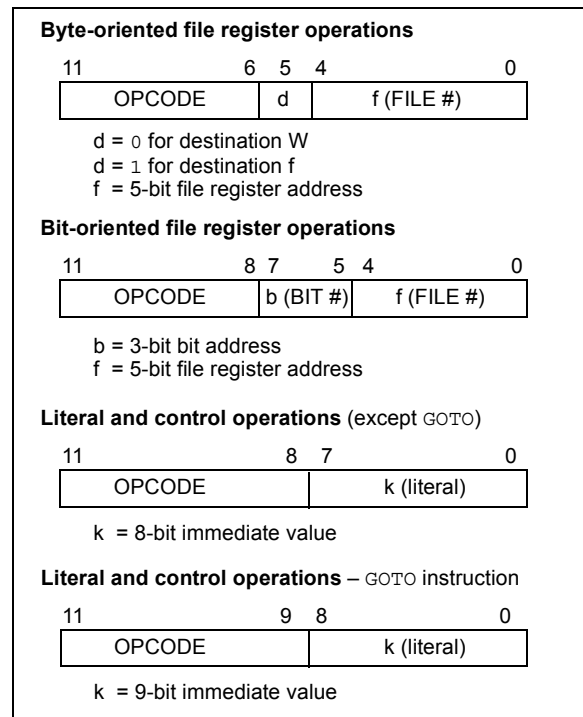 Byte-oriented file register operations
11 6 5 4 0
OPCODE d f (FILE #)
d = 0 for destination W
d = 1 for destination f
f = 5-bit file register address
Bit-oriented file register operations
11 8 7 5 4 0
OPCODE b (BIT #) f (FILE #)
b = 3-bit bit address
f = 5-bit file register address
Literal and control operations (except GOTO)
11 8 7 0
OPCODE k (literal)
k = 8-bit immediate value
Literal and control operations – GOTO instruction
11 9 8 0
OPCODE k (literal)
k = 9-bit immediate value